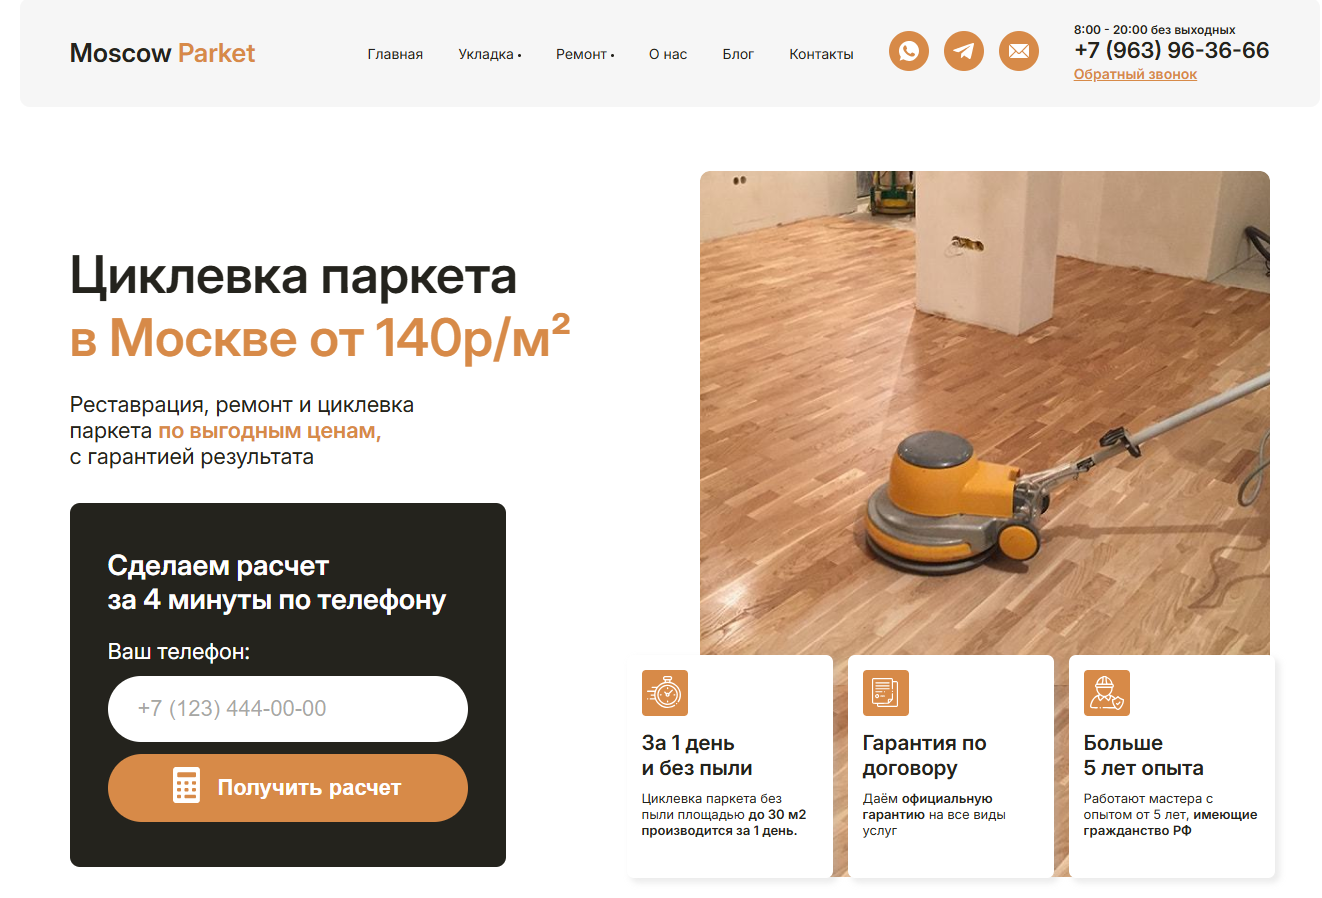 Moscow Parket
Главная
Укладка
Ремонт
О нас
Блог
Контакты
8:00 - 20:00 без выходных
+7 (963) 96-36-66
Обратный звонок
Циклевка паркета
в Москве от 140р/м²
Реставрация, ремонт и циклевка
паркета по выгодным ценам,
с гарантией результата
Сделаем расчет
за 4 минуты по телефону
Ваш телефон:
+7 (123) 444-00-00
Получить расчет
За 1 день
и без пыли
Циклевка паркета без
пыли площадью до 30 м2
производится за 1 день.
Гарантия по
договору
Даём официальную
гарантию на все виды
услуг
Больше
5 лет опыта
Работают мастера с
опытом от 5 лет, имеющие
гражданство РФ